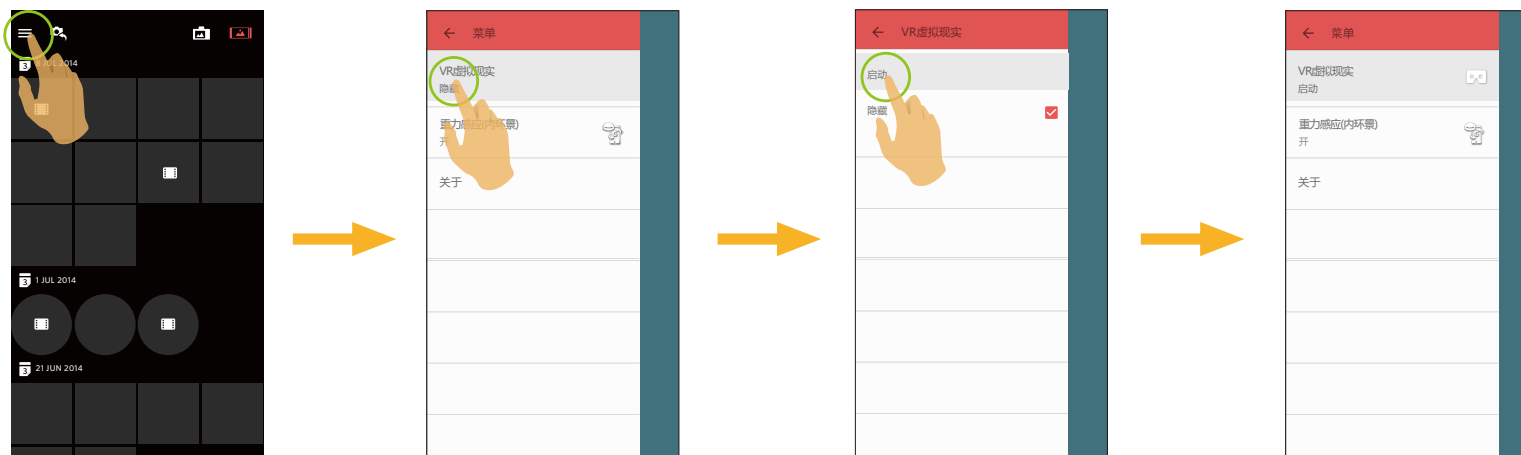 8 JUL 2014
3
1 JUL 2014
3
21 JUN 2014
3
菜单
VR虚拟现实
隐藏
重力感应(内环景)
开
关于
VR虚拟现实
启动
隐藏
菜单
VR虚拟现实
启动
重力感应(内环景)
开
关于